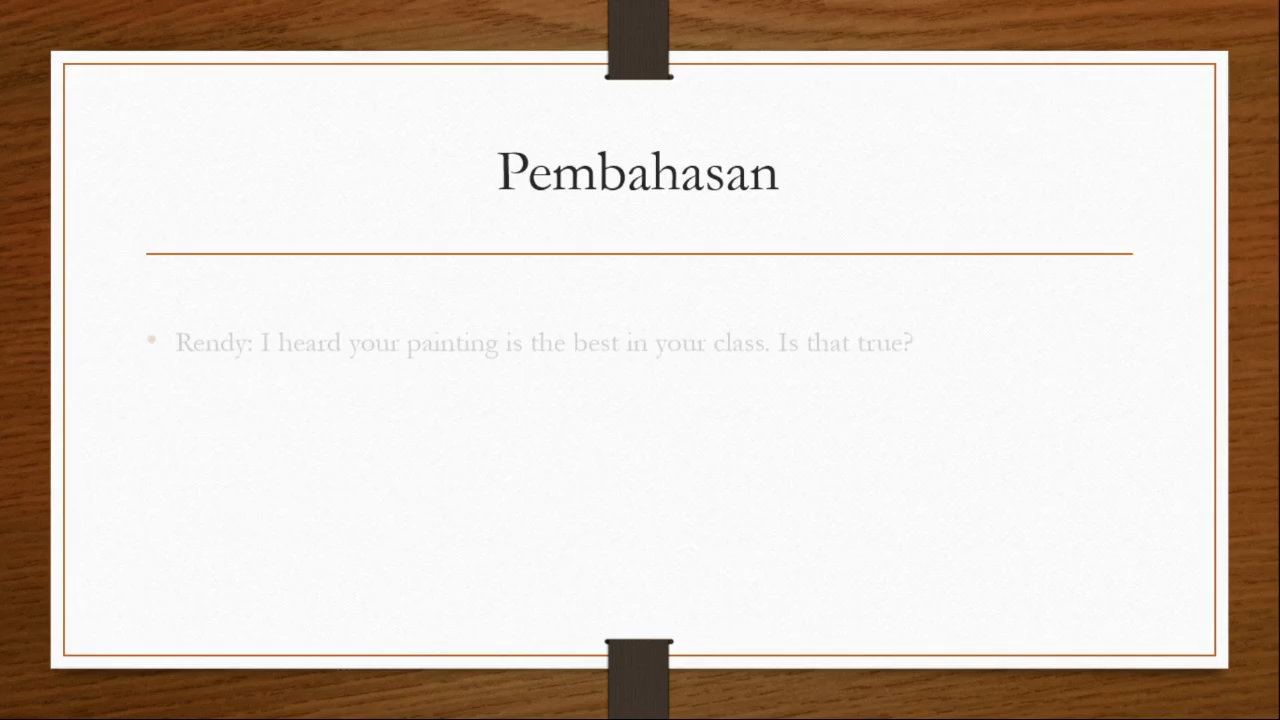 Pembahasan
• Rendy: I heard your painting is the best in your class. Is that true?